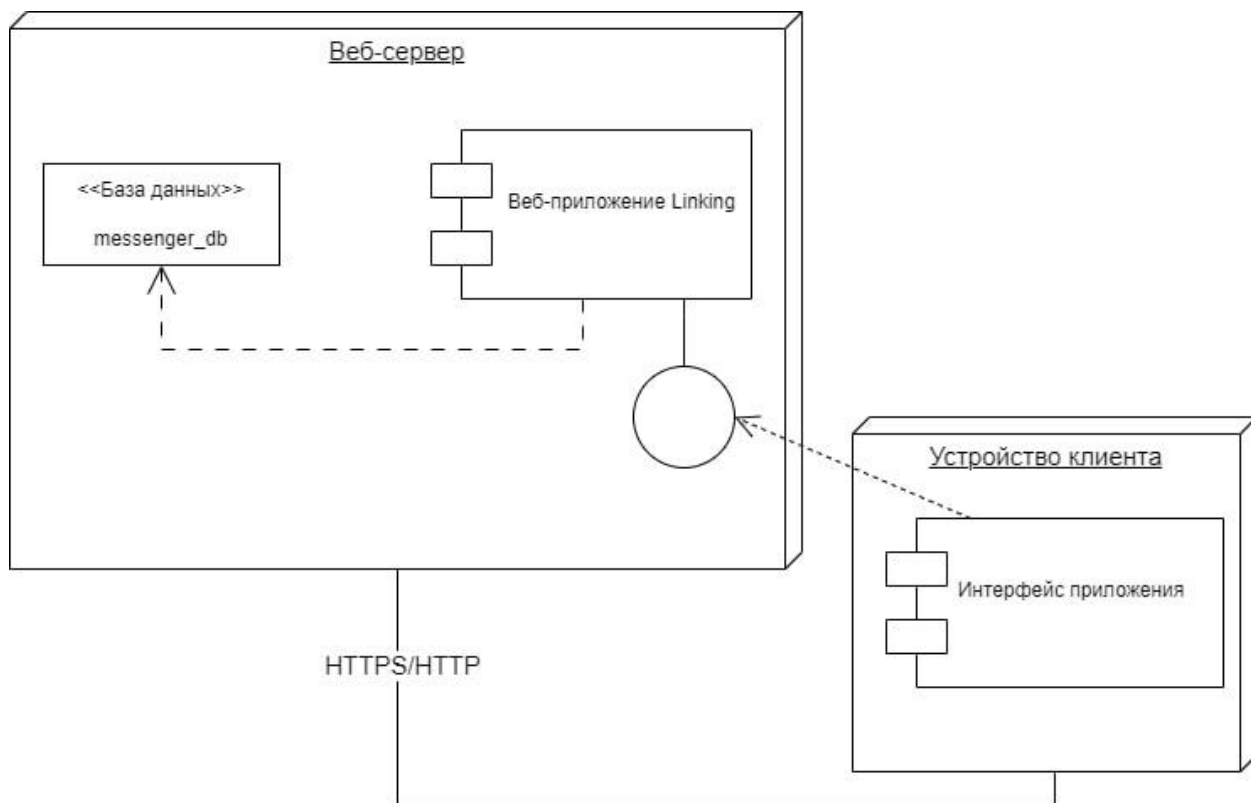 Веб-сервер
<<База данных>>
messenger_db
Веб-приложение Linking
Устройство клиента
Интерфейс приложения
HTTPS/HTTP